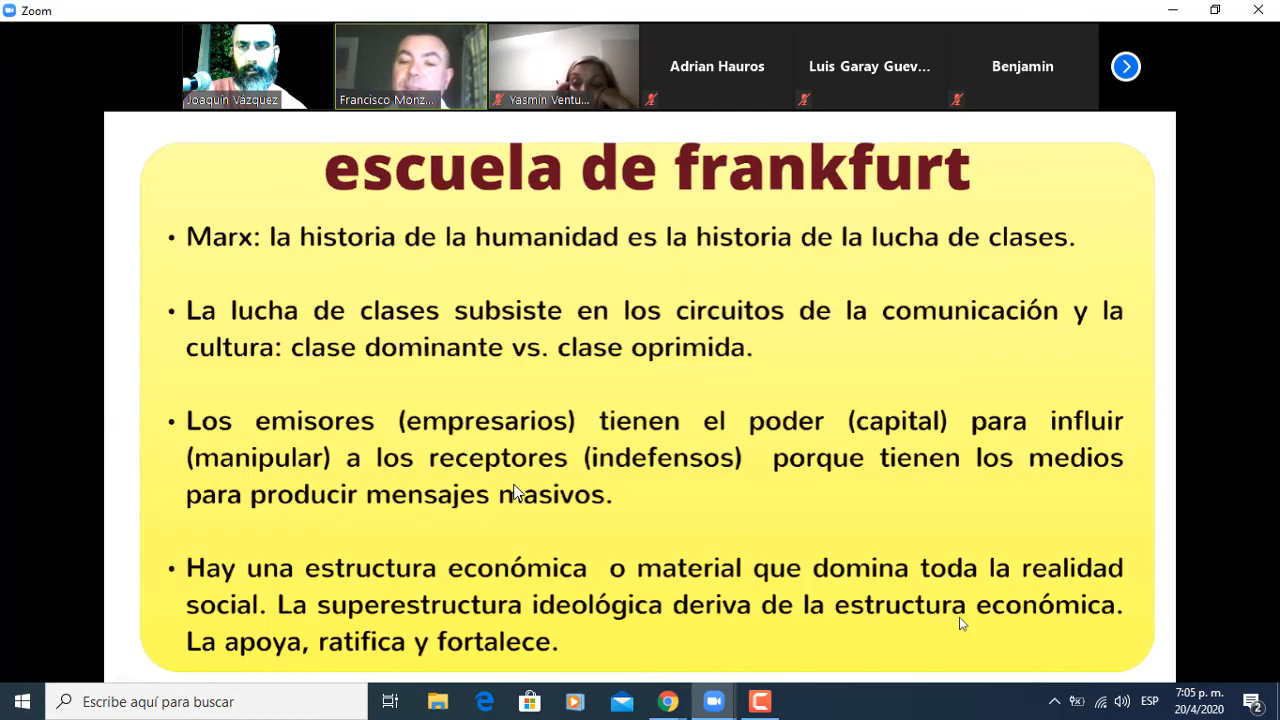 Zoom
Adrian Hauros
Luis Garay Guev...
Benjamin
Joaquín Vázquez
Francisco Monz...
Yasmin Ventu...
escuela de frankfurt
• Marx: la historia de la humanidad es la historia de la lucha de clases.
• La lucha de clases subsiste en los circuitos de la comunicación y la
cultura: clase dominante vs. clase oprimida.
• Los emisores (empresarios) tienen el poder (capital) para influir
(manipular) a los receptores (indefensos) porque tienen los medios
para producir mensajes masivos.
• Hay una estructura económica o material que domina toda la realidad
social. La superestructura ideológica deriva de la estructura económica.
La apoya, ratifica y fortalece.
Escribe aquí para buscar
ESP
7:05 p. m.
20/4/2020
2